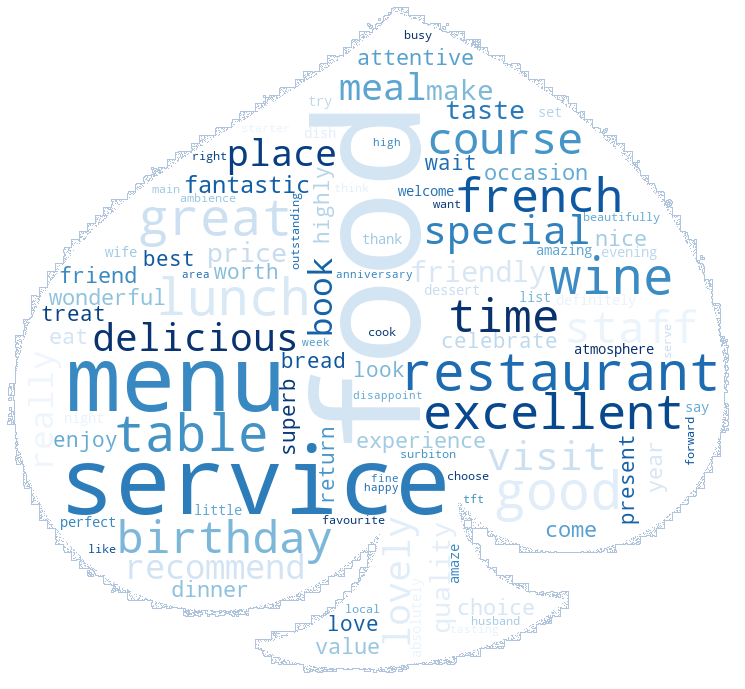 busy
attentive
meal
make
try
taste
set
starter
dish
high
course
right
place
wait
occasion
main
fantastic
highly
think
welcome
french
ambience
outstanding
want
great
food
special
beautifully
thank
nice
wife
best
price
amazing
evening
area
worth
friend
anniversary
friendly
wine
wonderful
book
dessert
list
definitely
treat
time
staff
eat
delicious
cook
celebrate
serve
week
atmosphere
bread
look
menu
restaurant
really
superb
disappoint
excellent
say
night
table
enjoy
experience
forward
return
surbiton
visit
present
year
service
fine
happy
choose
good
little
tft
perfect
favourite
birthday
come
like
lovely
quality
amaze
recommend
dinner
absolutely
local
choice
love
husband
tasting
value